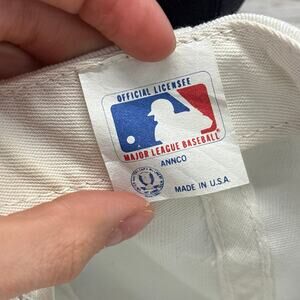 OFFICIAL LICENSEE
MAJOR LEAGUE BASEBALL
ANNCO
MADE IN U.S.A.